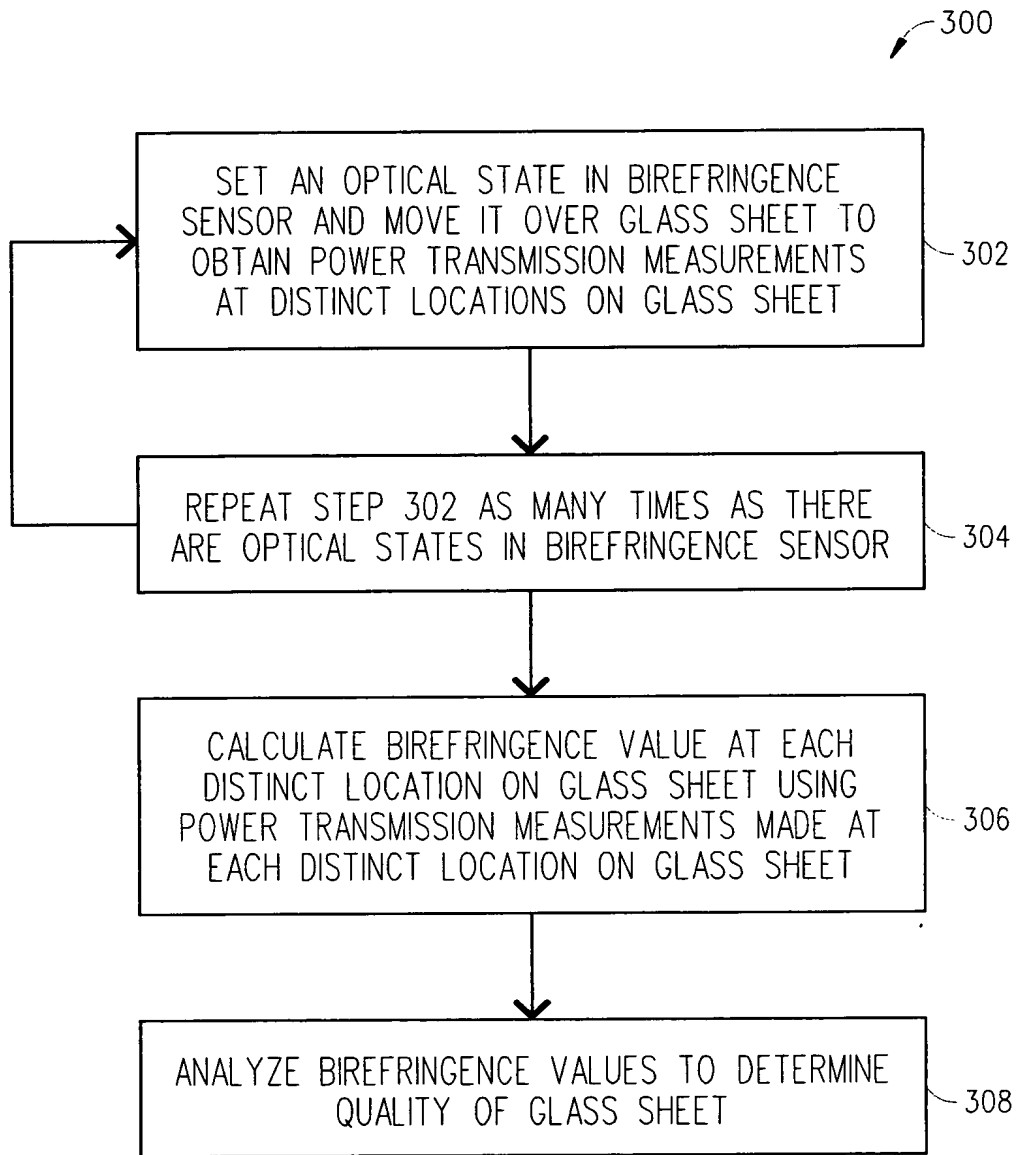 300
SET AN OPTICAL STATE IN BIREFRINGENCE
SENSOR AND MOVE IT OVER GLASS SHEET TO
OBTAIN POWER TRANSMISSION MEASUREMENTS
AT DISTINCT LOCATIONS ON GLASS SHEET
302
REPEAT STEP 302 AS MANY TIMES AS THERE
ARE OPTICAL STATES IN BIREFRINGENCE SENSOR
304
CALCULATE BIREFRINGENCE VALUE AT EACH
DISTINCT LOCATION ON GLASS SHEET USING
POWER TRANSMISSION MEASUREMENTS MADE AT
EACH DISTINCT LOCATION ON GLASS SHEET
306
ANALYZE BIREFRINGENCE VALUES TO DETERMINE
QUALITY OF GLASS SHEET
308